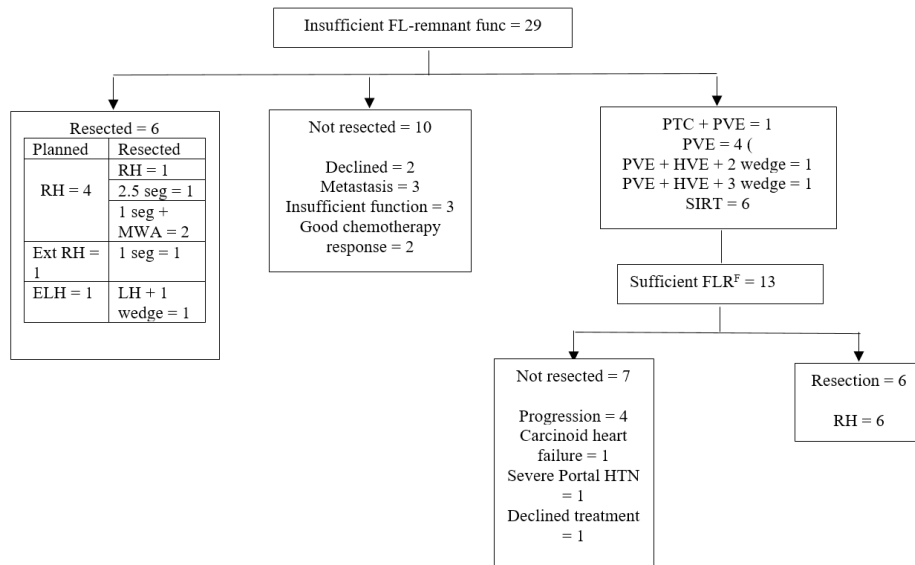 Insufficient FL-remnant func = 29
Resected = 6
Planned
Resected
RH = 4
RH = 1
2.5 seg = 1
1 seg +
MWA = 2
Ext RH =
1
1 seg = 1
ELH = 1
LH + 1
wedge = 1
Not resected = 10
Declined = 2
Metastasis = 3
Insufficient function = 3
Good chemotherapy
response = 2
PTC + PVE = 1
PVE = 4 (
PVE + HVE + 2 wedge = 1
PVE + HVE + 3 wedge = 1
SIRT = 6
Sufficient FLRᶠ = 13
Not resected = 7
Progression = 4
Carcinoid heart
failure = 1
Severe Portal HTN
= 1
Declined treatment
= 1
Resection = 6
RH = 6